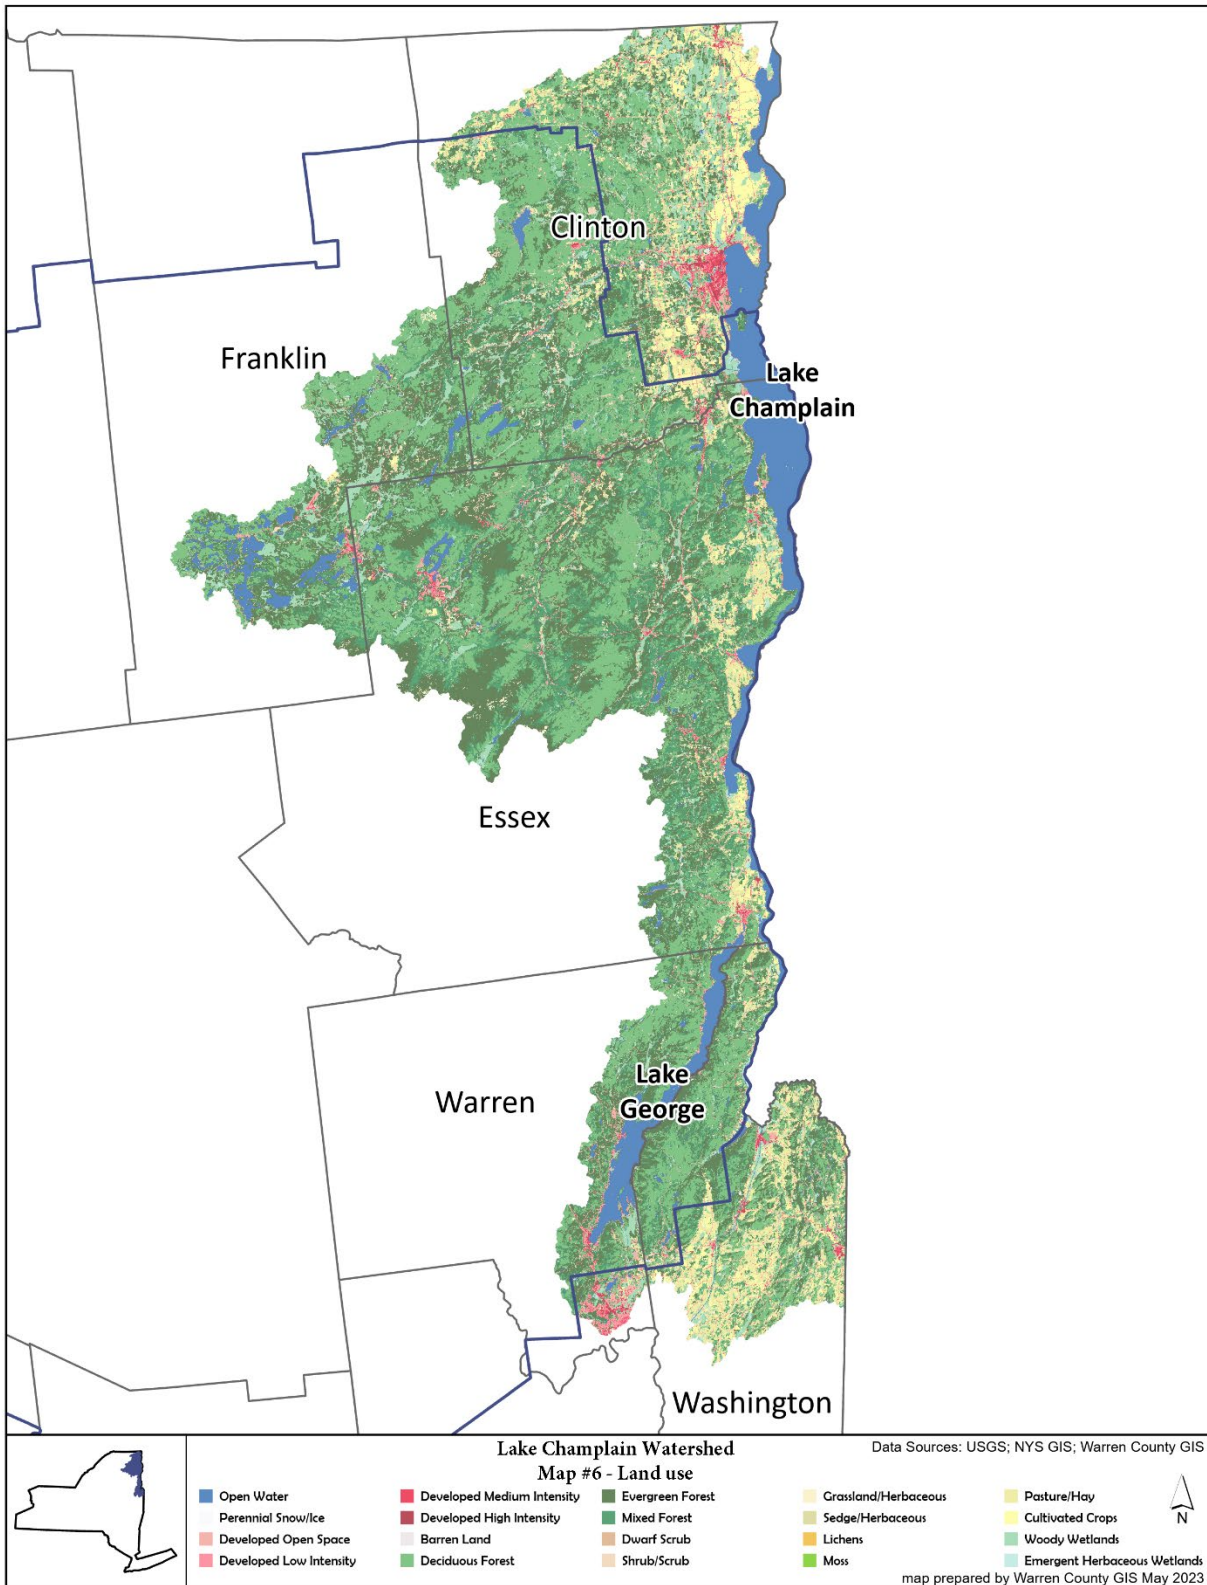 Clinton
Franklin
Lake
Champlain
Essex
Lake
George
Warren
Washington
Lake Champlain Watershed
Map #6 - Land use
Data Sources: USGS; NYS GIS; Warren County GIS
Open Water
Perennial Snow/Ice
Developed Open Space
Developed Low Intensity
Developed Medium Intensity
Developed High Intensity
Barren Land
Deciduous Forest
Evergreen Forest
Mixed Forest
Dwarf Scrub
Shrub/Scrub
Grassland/Herbaceous
Sedge/Herbaceous
Lichens
Moss
Pasture/Hay
Cultivated Crops
Woody Wetlands
Emergent Herbaceous Wetlands
N
map prepared by Warren County GIS May 2023